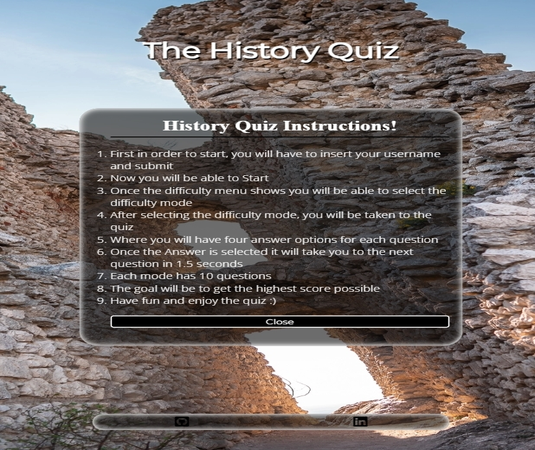 The History Quiz
History Quiz Instructions!
1. First in order to start, you will have to insert your username
and submit
2. Now you will be able to Start
3. Once the difficulty menu shows you will be able to select the
difficulty mode
4. After selecting the difficulty mode, you will be taken to the
quiz
5. Where you will have four answer options for each question
6. Once the Answer is selected it will take you to the next
question in 1.5 seconds
7. Each mode has 10 questions
8. The goal will be to get the highest score possible
9. Have fun and enjoy the quiz :)
Close
in